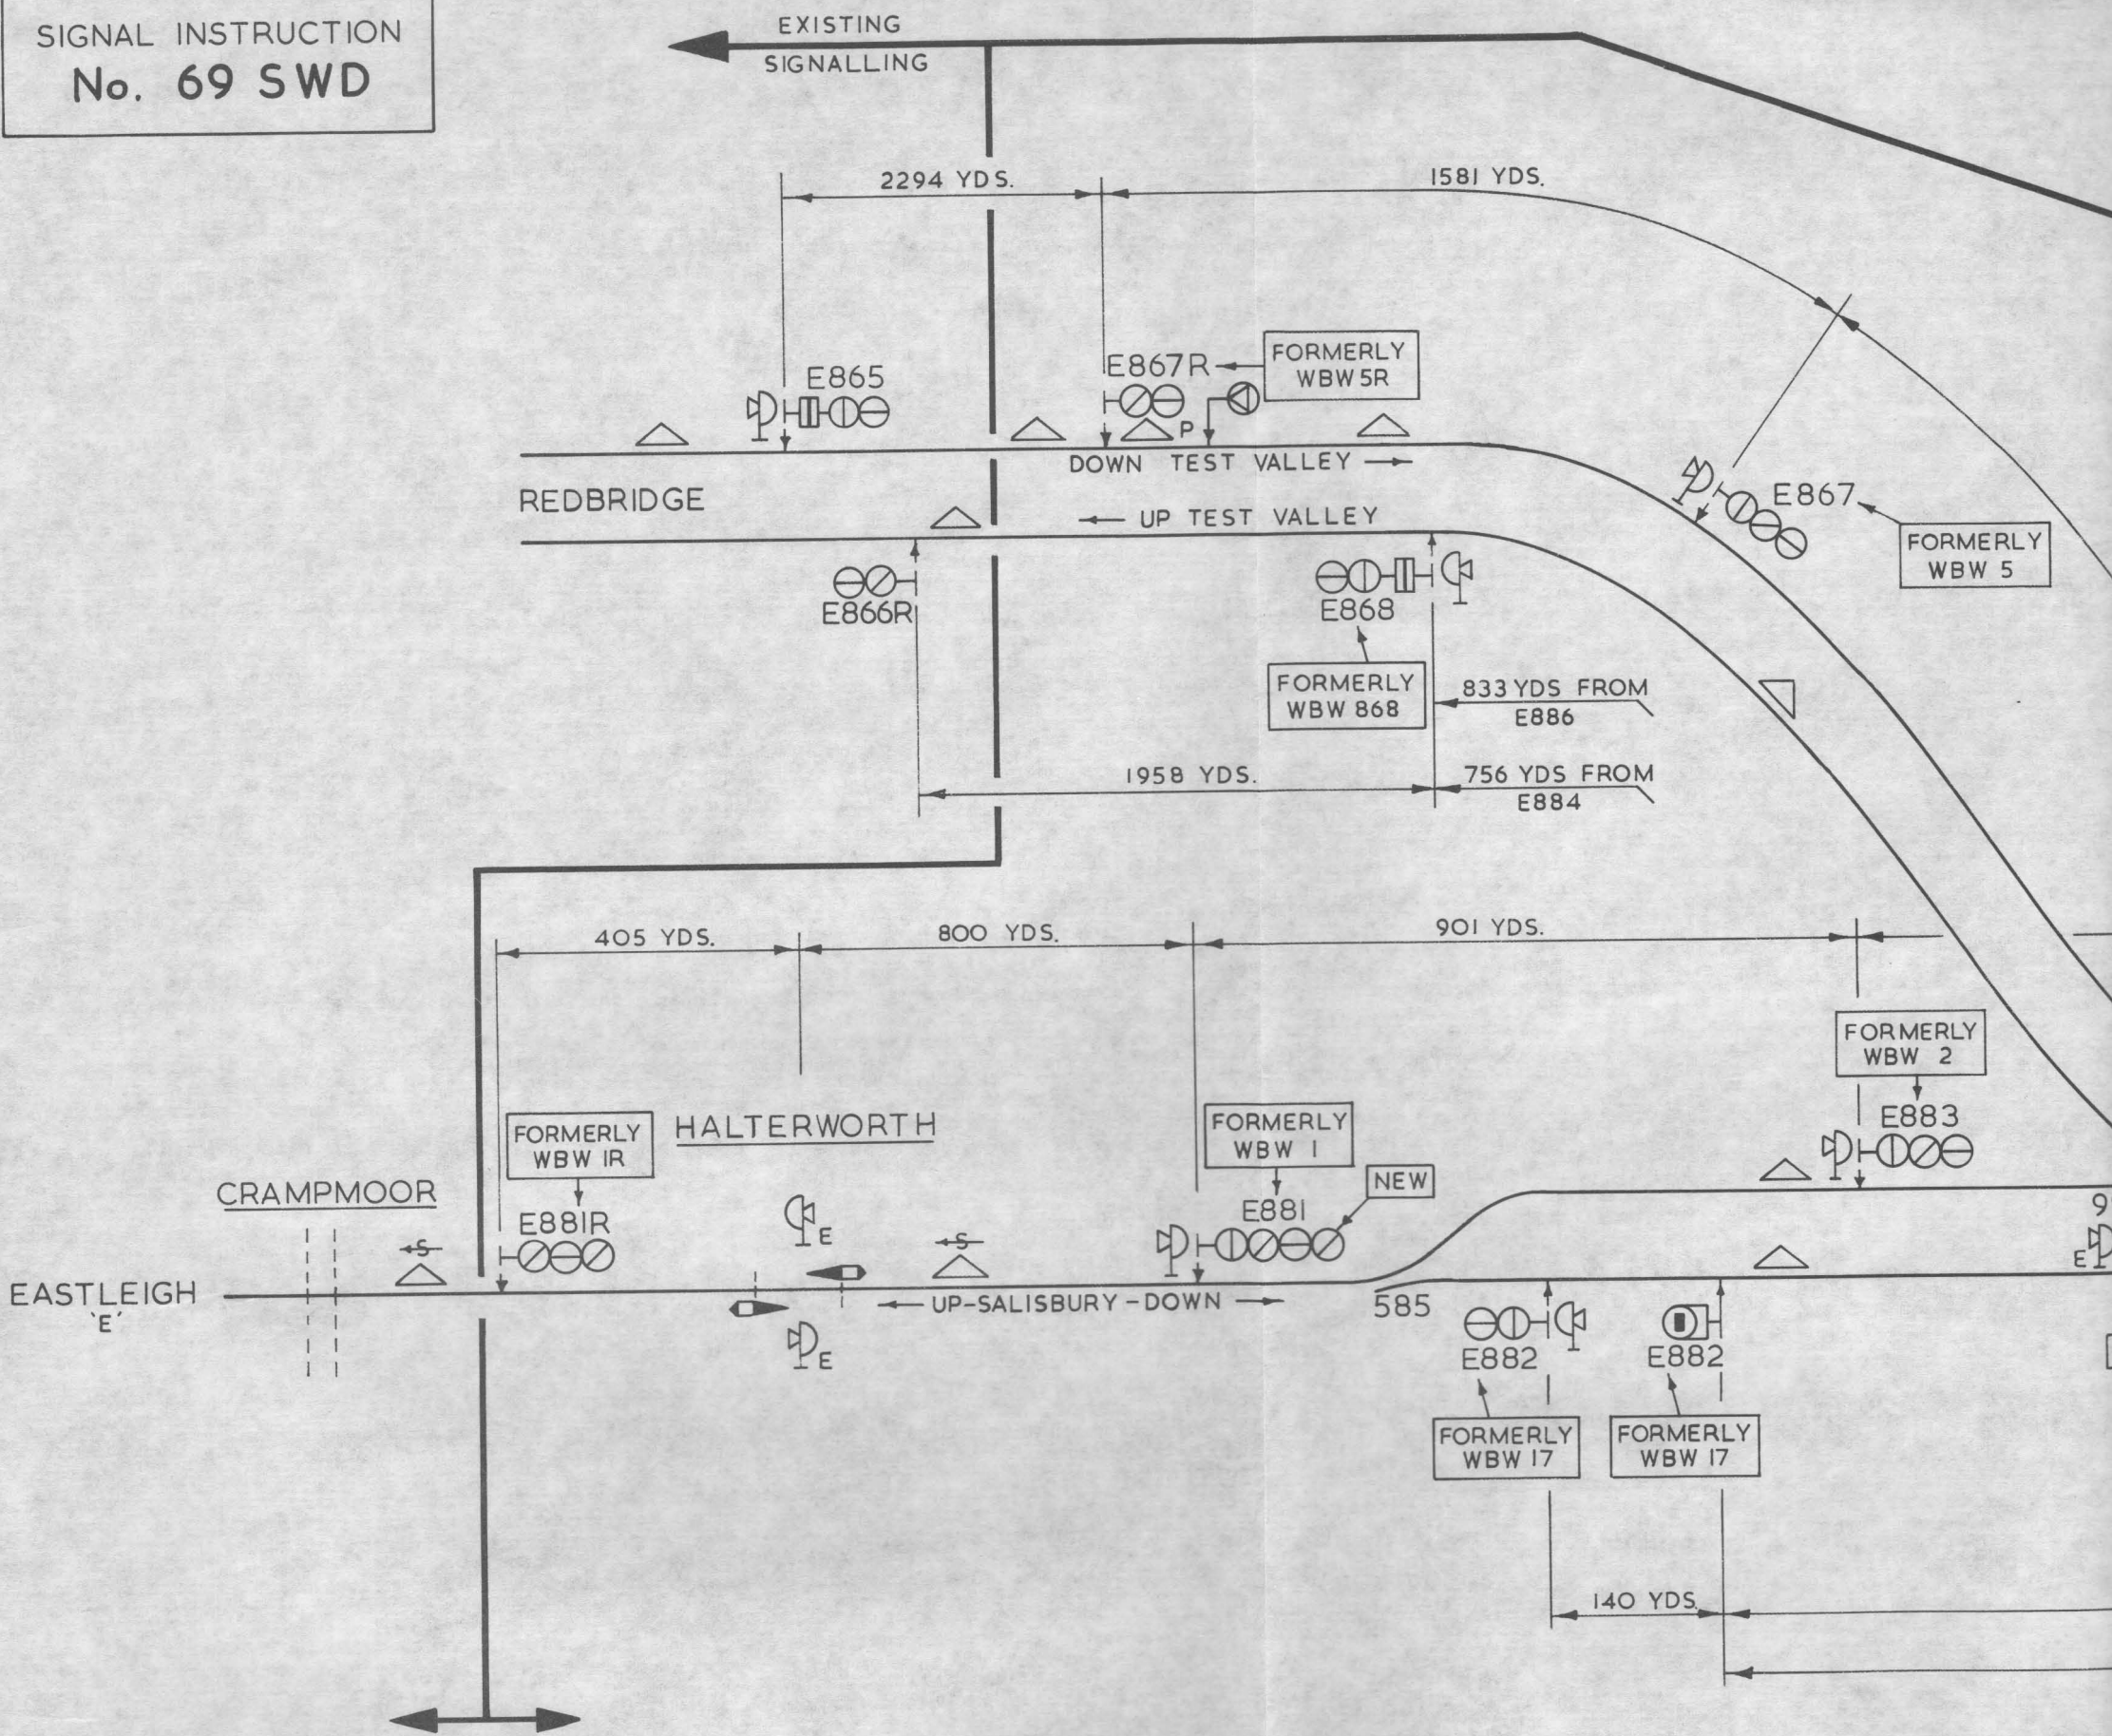 SIGNAL INSTRUCTION
No. 69 SWD
EXISTING
SIGNALLING
2294 YDS.
1581 YDS.
E865
E867R
FORMERLY
WBW 5R
P
DOWN TEST VALLEY
REDBRIDGE
UP TEST VALLEY
E867
FORMERLY
WBW 5
E866R
E868
FORMERLY
WBW 868
833 YDS FROM
E886
1958 YDS.
756 YDS FROM
E884
405 YDS.
800 YDS.
901 YDS.
FORMERLY
WBW 2
E883
FORMERLY
WBW 1R
HALTERWORTH
FORMERLY
WBW 1
NEW
CRAMPMOOR
E881R
E881
E
S
S
9
E
EASTLEIGH
'E'
UP-SALISBURY-DOWN
585
E
E882
E882
FORMERLY
WBW 17
FORMERLY
WBW 17
140 YDS.